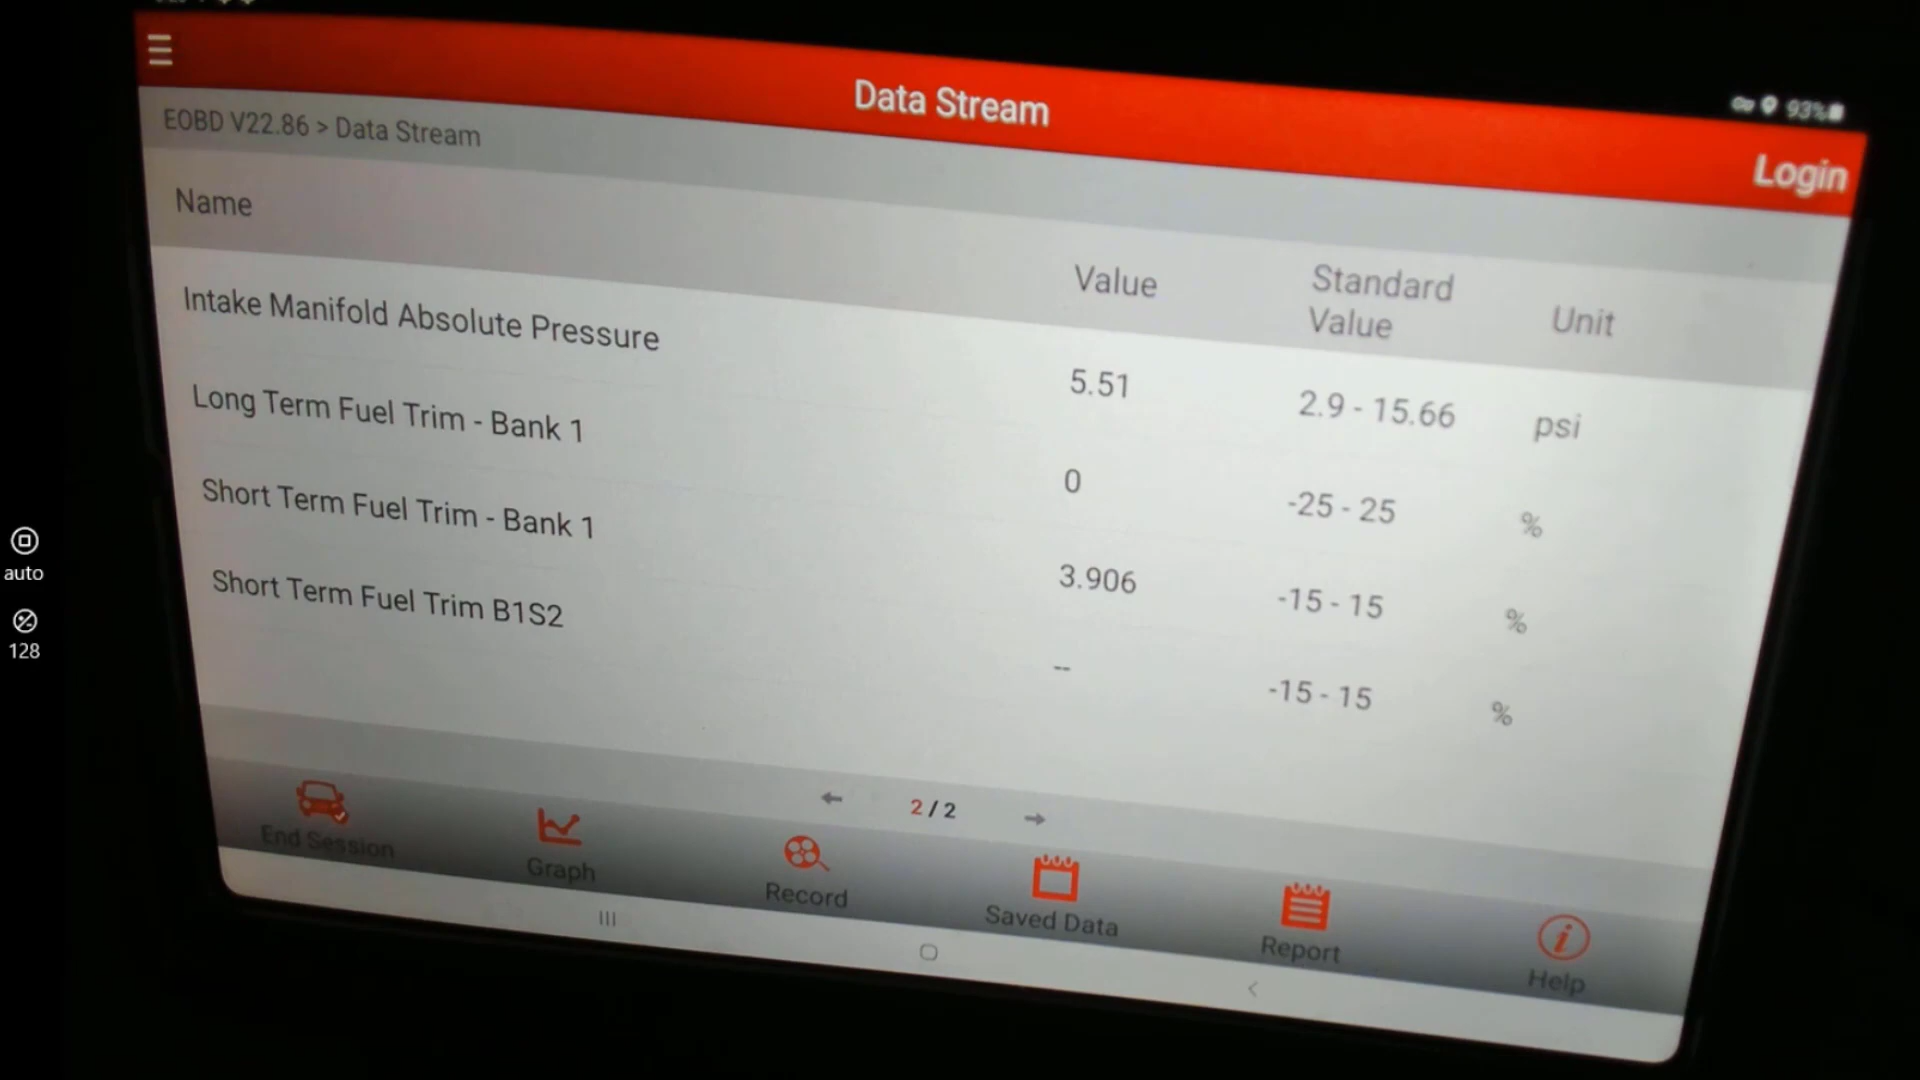 93%
Data Stream
Login
EOBD V22.86 > Data Stream
Name
Value
Standard
Value
Unit
Intake Manifold Absolute Pressure
5.51
2.9 - 15.66
psi
Long Term Fuel Trim - Bank 1
0
-25 - 25
%
Short Term Fuel Trim - Bank 1
3.906
-15 - 15
%
Short Term Fuel Trim B1S2
--
-15 - 15
%
auto
128
2 / 2
End Session
Graph
Record
Saved Data
Report
Help